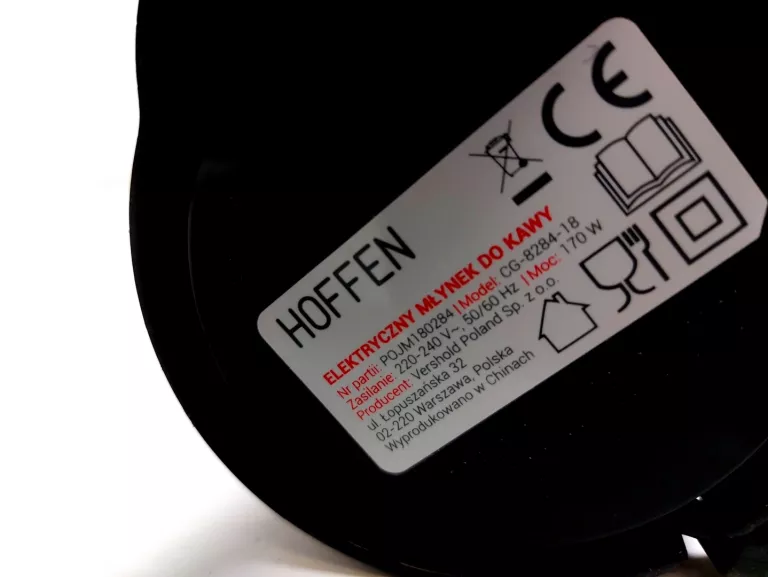 CE
HOFFEN
ELEKTRYCZNY MŁYNEK DO KAWY
Nr partii: POJM180284 | Model: CG-8284-18
Zasilanie: 220-240 V~, 50/60 Hz | Moc: 170 W
Producent: Vershold Poland Sp. z o.o.
ul. Łopuszańska 32
02-220 Warszawa, Polska
Wyprodukowano w Chinach